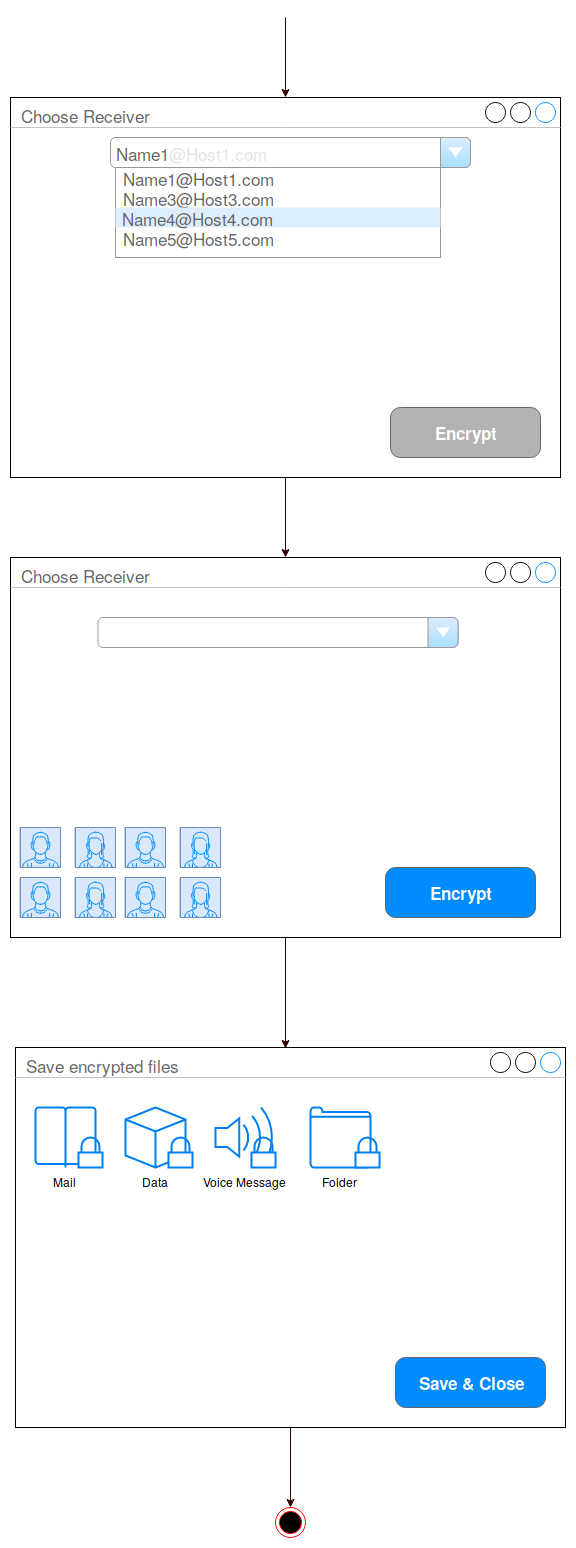 Choose Receiver
Name1@Host1.com
Name1@Host1.com
Name3@Host3.com
Name4@Host4.com
Name5@Host5.com
Encrypt
Choose Receiver
Encrypt
Save encrypted files
Mail
Data
Voice Message
Folder
Save & Close